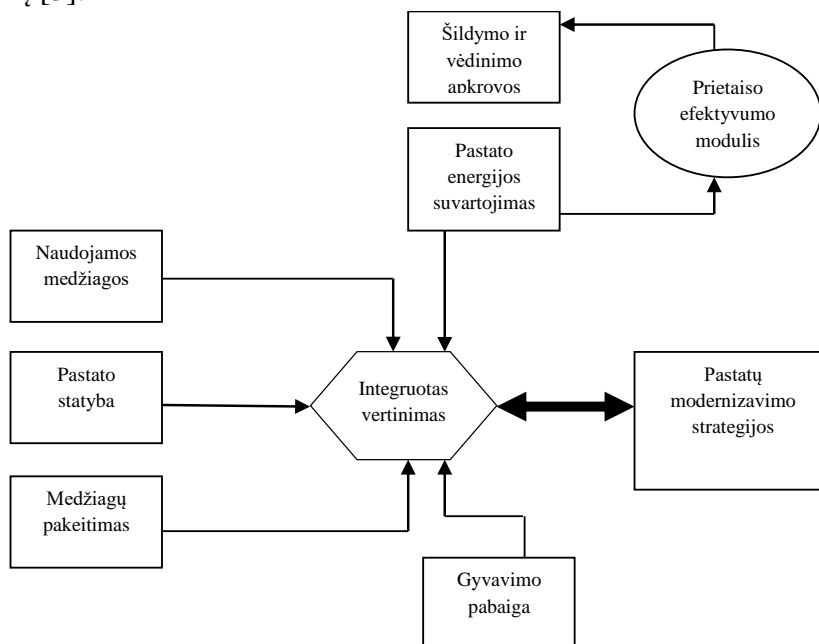 Šildymo ir
vėdinimo
apkrovos
Prietaiso
efektyvumo
modulis
Pastato
energijos
suvartojimas
Naudojamos
medžiagos
Pastato
statyba
Integruotas
vertinimas
Pastatų
modernizavimo
strategijos
Medžiagų
pakeitimas
Gyvavimo
pabaiga